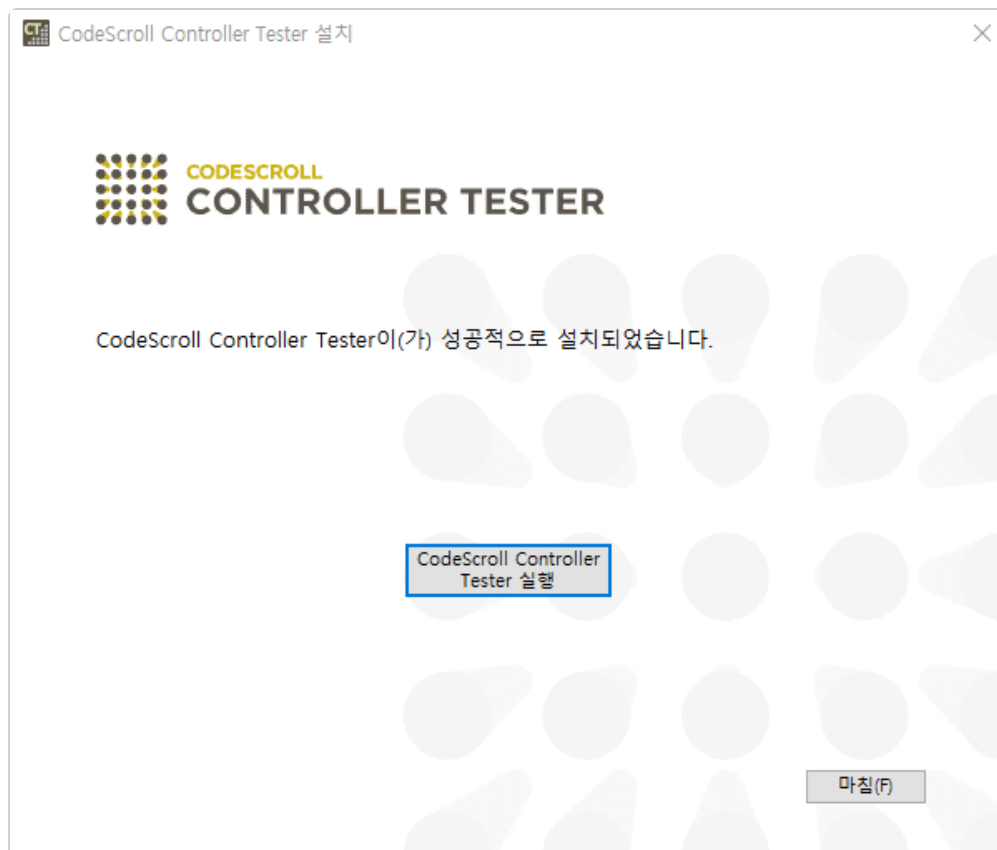 CT
CodeScroll Controller Tester 설치
CODESCROLL
CONTROLLER TESTER
CodeScroll Controller Tester이(가) 성공적으로 설치되었습니다.
CodeScroll Controller
Tester 실행
마침(F)